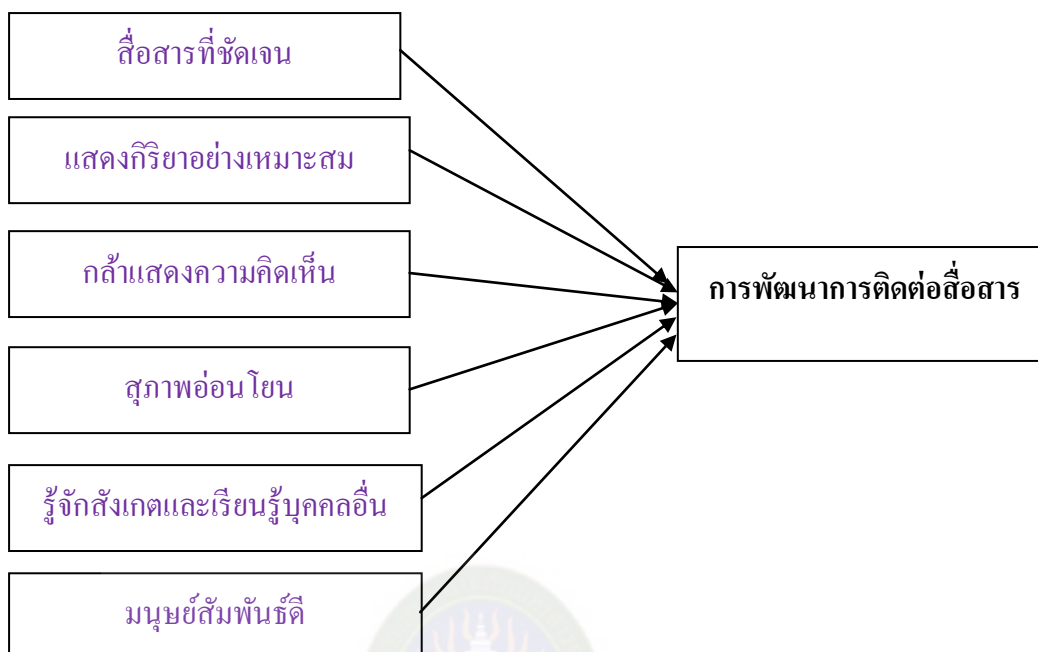 สื่อสารที่ชัดเจน
แสดงกิริยาอย่างเหมาะสม
กล้าแสดงความคิดเห็น
การพัฒนาการติดต่อสื่อสาร
สุภาพอ่อนโยน
รู้จักสังเกตและเรียนรู้บุคคลอื่น
มนุษย์สัมพันธ์ดี